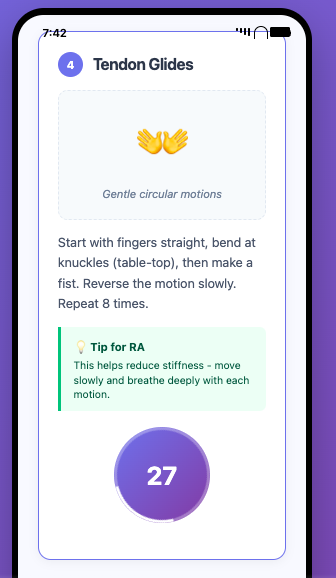 7:42
4 Tendon Glides
Gentle circular motions
Start with fingers straight, bend at
knuckles (table-top), then make a
fist. Reverse the motion slowly.
Repeat 8 times.
💡 Tip for RA
This helps reduce stiffness - move
slowly and breathe deeply with each
motion.
27